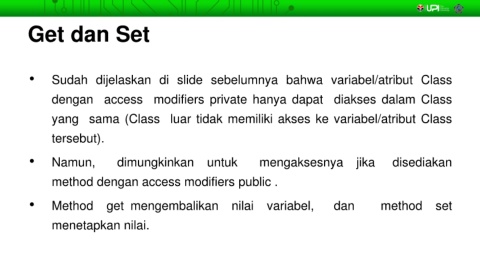 UPI
Get dan Set
• Sudah dijelaskan di slide sebelumnya bahwa variabel/atribut Class
dengan access modifiers private hanya dapat diakses dalam Class
yang sama (Class luar tidak memiliki akses ke variabel/atribut Class
tersebut).
• Namun, dimungkinkan untuk mengaksesnya jika disediakan
method dengan access modifiers public .
• Method get mengembalikan nilai variabel, dan method set
menetapkan nilai.